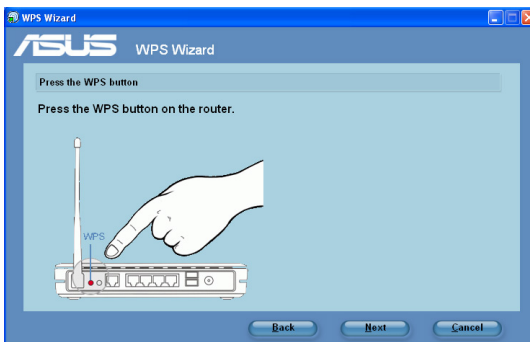 WPS Wizard
ASUS WPS Wizard
Press the WPS button
Press the WPS button on the router.
WPS
Back Next Cancel